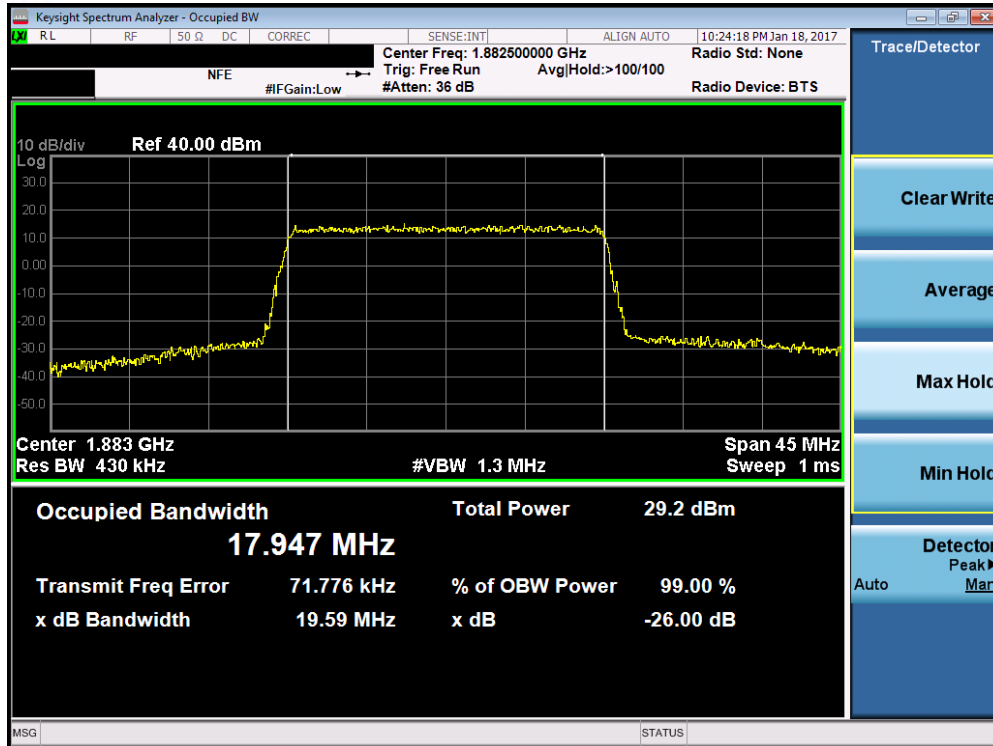 Keysight Spectrum Analyzer - Occupied BW
LXI RL RF 50 Ω DC CORREC SENSE:INT ALIGN AUTO 10:24:18 PM Jan 18, 2017
Center Freq: 1.882500000 GHz Radio Std: None
NFE Trig: Free Run Avg|Hold:>100/100
#IFGain:Low #Atten: 36 dB Radio Device: BTS
10 dB/div Ref 40.00 dBm
Log
30.0
20.0
10.0
0.00
-10.0
-20.0
-30.0
-40.0
-50.0
Center 1.883 GHz Span 45 MHz
Res BW 430 kHz #VBW 1.3 MHz Sweep 1 ms
Occupied Bandwidth Total Power 29.2 dBm
17.947 MHz
Transmit Freq Error 71.776 kHz % of OBW Power 99.00 %
x dB Bandwidth 19.59 MHz x dB -26.00 dB
MSG STATUS
Trace/Detector
Clear Write
Average
Max Hold
Min Hold
Detector
Peak
Auto Man